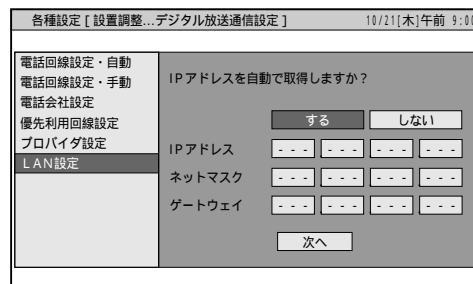 各種設定 [ 設置調整...デジタル放送通信設定 ] 10/21[木]午前 9:00
電話回線設定・自動
電話回線設定・手動
電話会社設定
優先利用回線設定
プロバイダ設定
ＬＡＮ設定
ＩＰアドレスを自動で取得しますか？
する しない
ＩＰアドレス - - - - - - - - - - - -
ネットマスク - - - - - - - - - - - -
ゲートウェイ - - - - - - - - - - - -
次へ